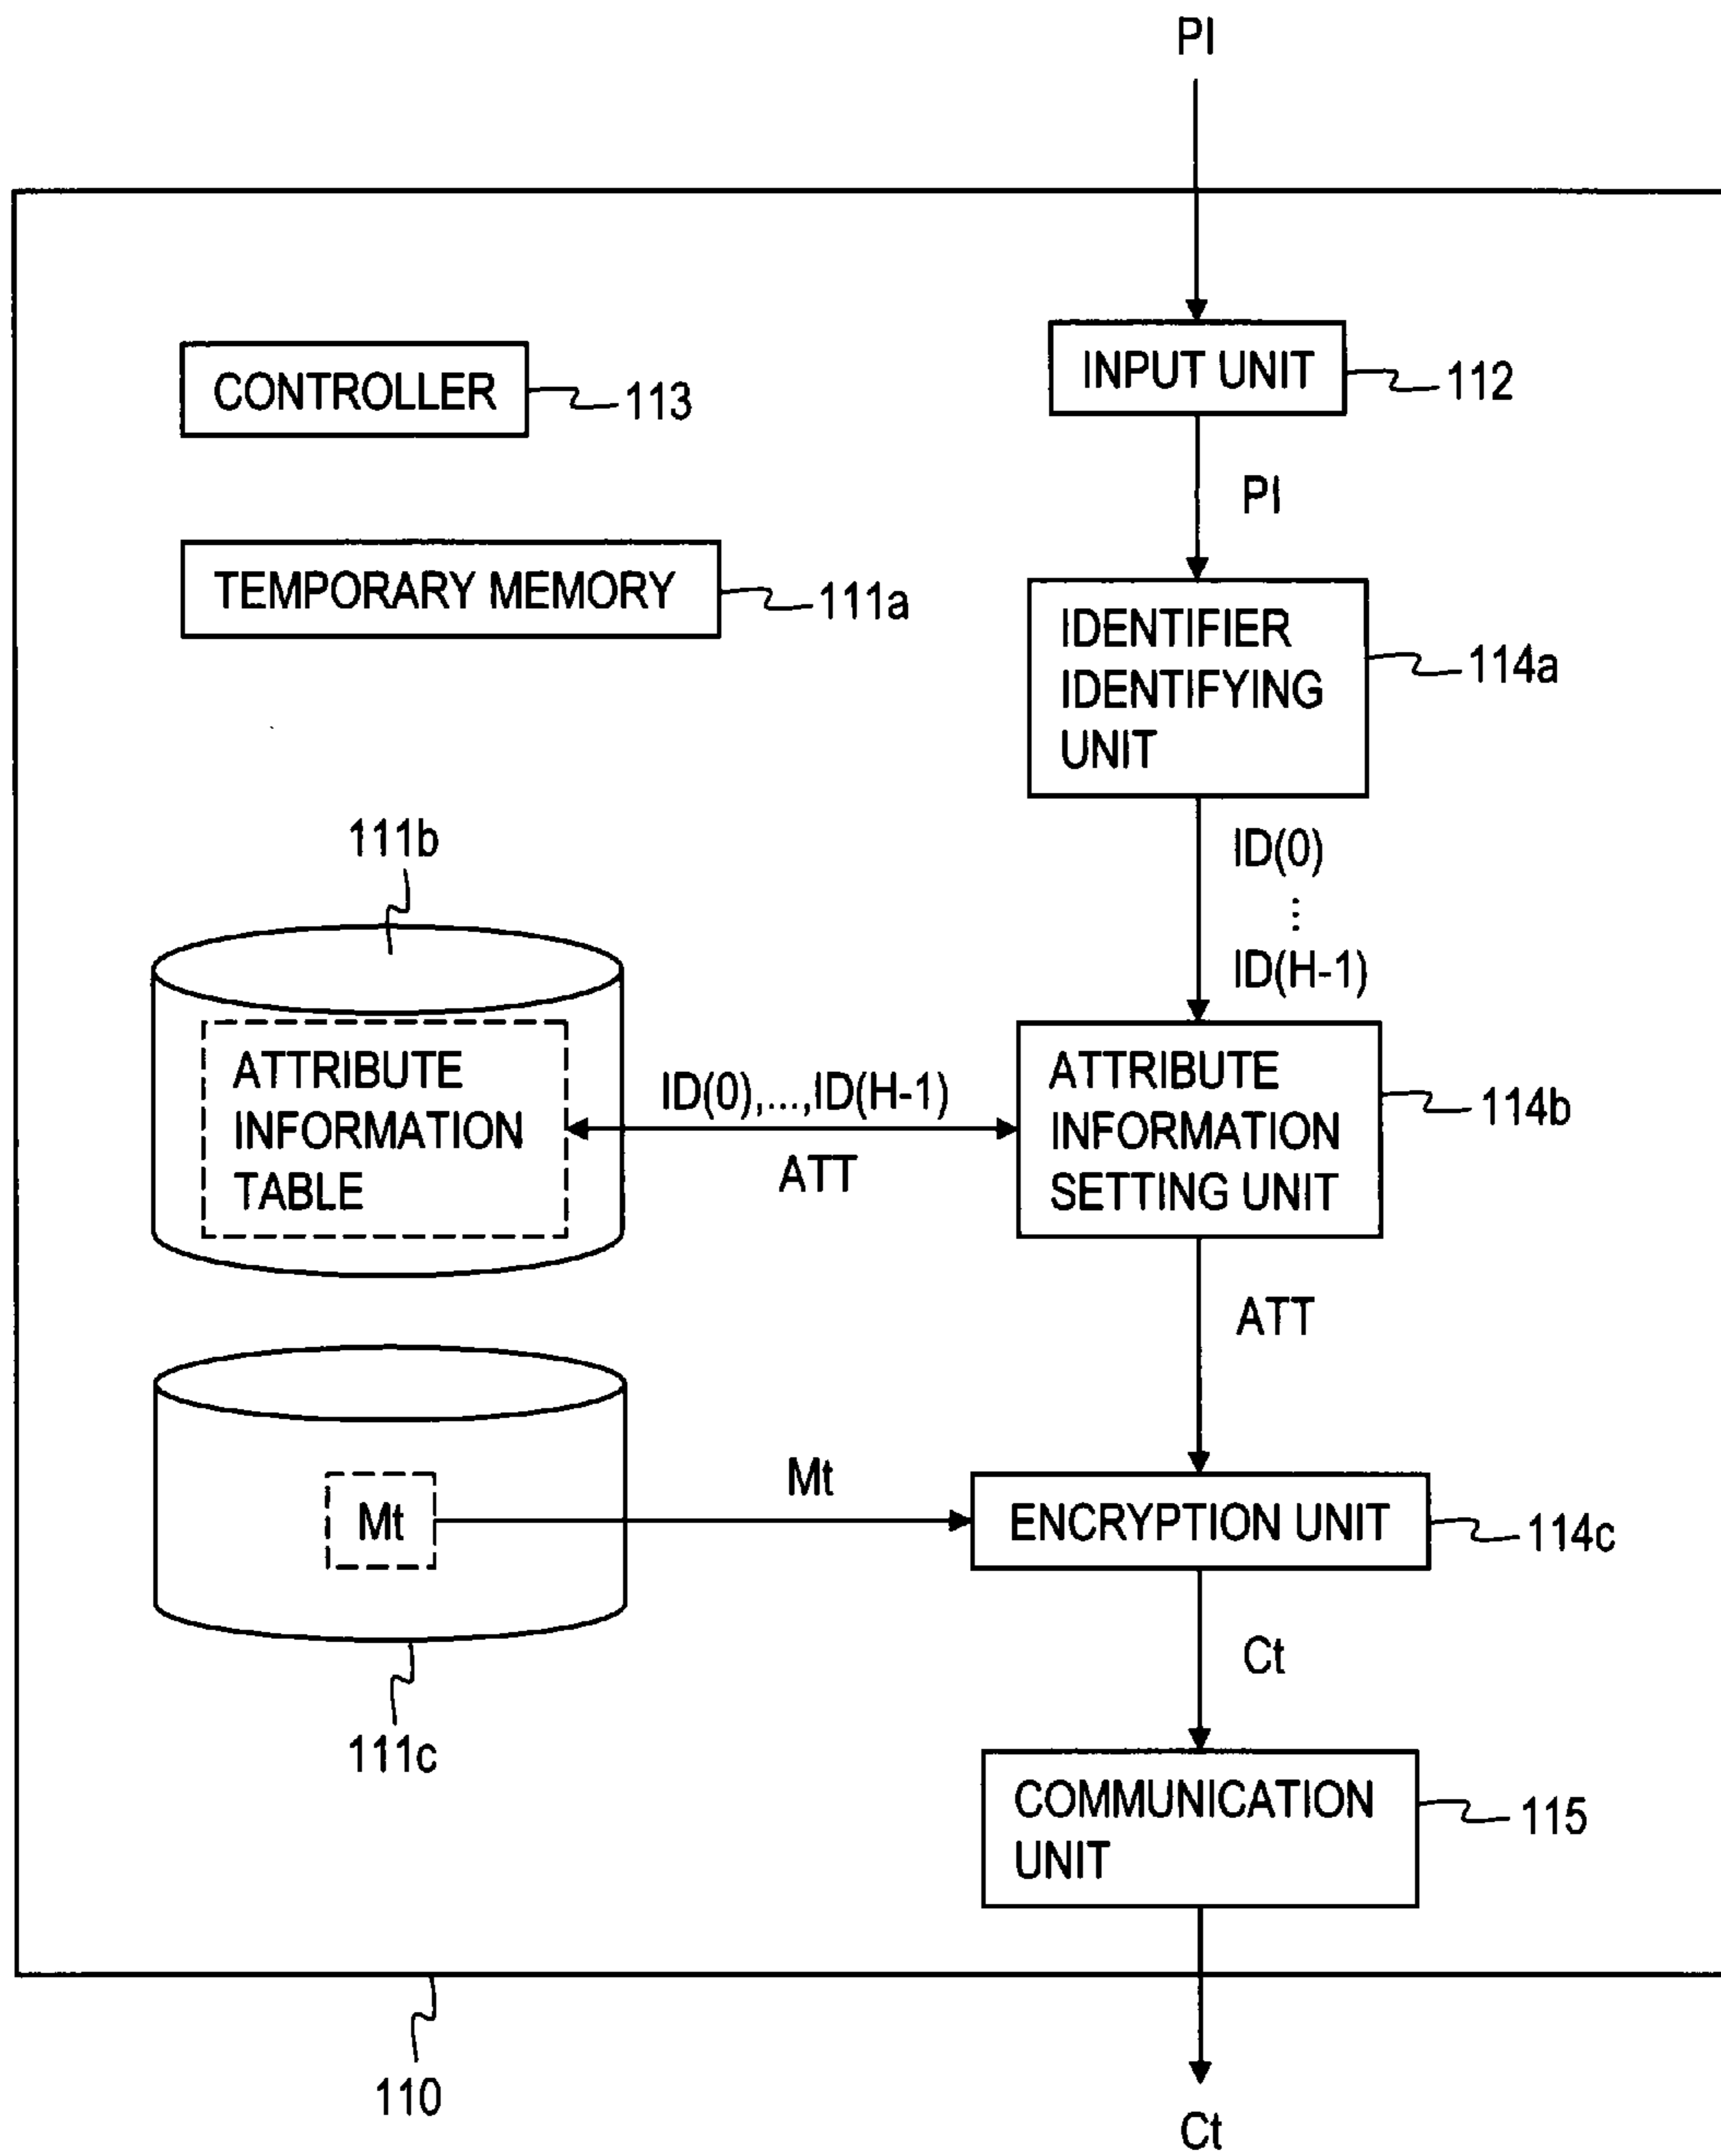 PI
INPUT UNIT
112
CONTROLLER
113
PI
TEMPORARY MEMORY
111a
IDENTIFIER
IDENTIFYING
UNIT
114a
111b
ID(0)
⋮
ID(H-1)
ATTRIBUTE
INFORMATION
TABLE
ID(0),...,ID(H-1)
ATT
ATTRIBUTE
INFORMATION
SETTING UNIT
114b
ATT
Mt
Mt
ENCRYPTION UNIT
114c
111c
Ct
COMMUNICATION
UNIT
115
110
Ct